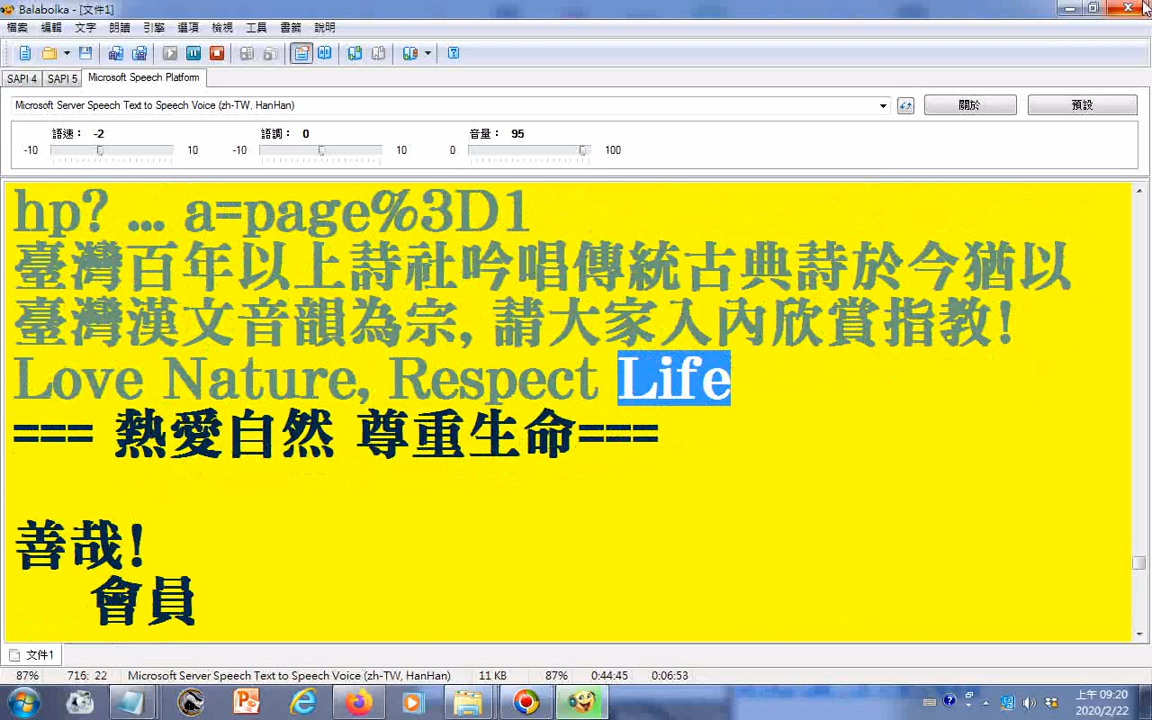 Balabolka - [文件1]
檔案 編輯 文字 朗讀 引擎 選項 檢視 工具 書籤 說明
SAPI 4 SAPI 5 Microsoft Speech Platform
Microsoft Server Speech Text to Speech Voice (zh-TW, HanHan) 關於 預設
語速： -2 語調： 0 音量： 95
-10 10 -10 10 0 100
hp? ... a=page%3D1
臺灣百年以上詩社吟唱傳統古典詩於今猶以
臺灣漢文音韻為宗, 請大家入內欣賞指教!
Love Nature, Respect Life
=== 熱愛自然 尊重生命===
善哉!
會員
文件1
87% 716: 22 Microsoft Server Speech Text to Speech Voice (zh-TW, HanHan) 11 KB 87% 0:44:45 0:06:53
上午 09:20
2020/2/22